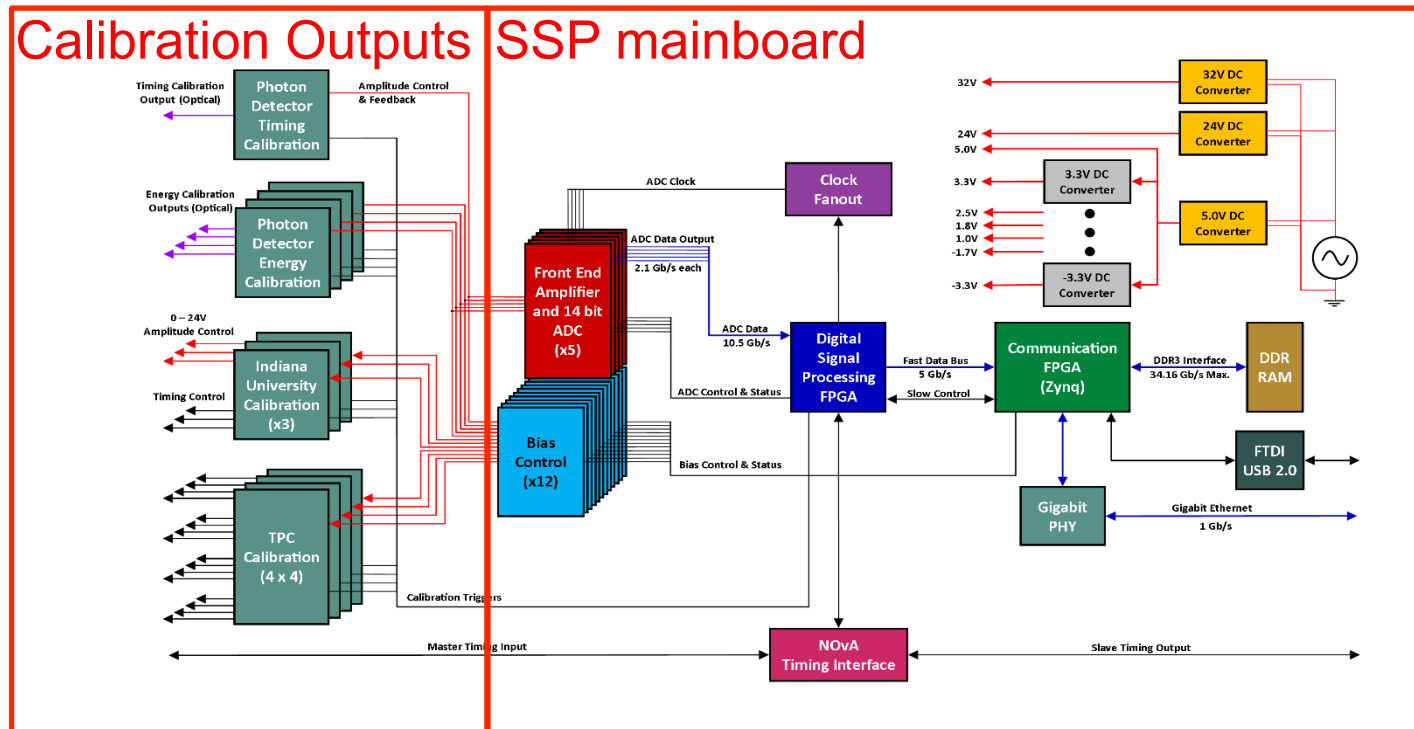 Calibration Outputs
SSP mainboard
Timing Calibration
Output (Optical)
Photon
Detector
Timing
Calibration
Amplitude Control
& Feedback
Energy Calibration
Outputs (Optical)
Photon
Detector
Energy
Calibration
0 – 24V
Amplitude Control
Timing Control
Indiana
University
Calibration
(x3)
TPC
Calibration
(4 x 4)
Calibration Triggers
Master Timing Input
ADC Clock
Clock
Fanout
ADC Data Output
2.1 Gb/s each
Front End
Amplifier
and 14 bit
ADC
(x5)
ADC Data
10.5 Gb/s
Digital
Signal
Processing
FPGA
ADC Control & Status
Bias
Control
(x12)
Bias Control & Status
Fast Data Bus
5 Gb/s
Slow Control
Communication
FPGA
(Zynq)
DDR3 Interface
34.16 Gb/s Max.
DDR
RAM
FTDI
USB 2.0
Gigabit
PHY
Gigabit Ethernet
1 Gb/s
NOvA
Timing Interface
Slave Timing Output
32V
32V DC
Converter
24V
24V DC
Converter
5.0V
3.3V
3.3V DC
Converter
2.5V
1.8V
1.0V
-1.7V
5.0V DC
Converter
-3.3V
-3.3V DC
Converter